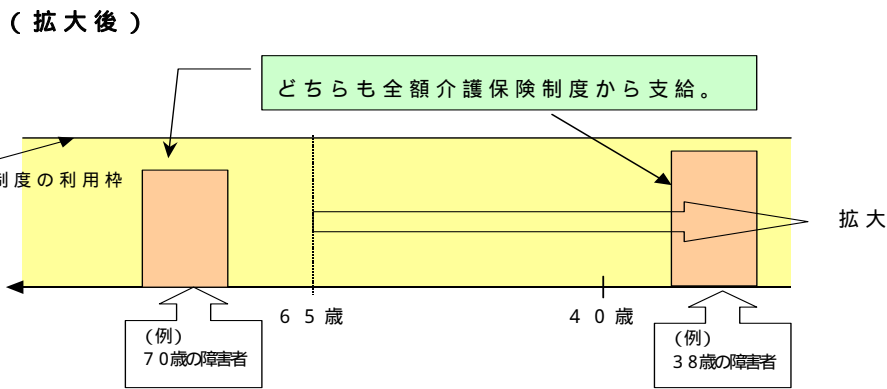 (拡大後)
どちらも全額介護保険制度から支給。
制度の利用枠
拡大
65歳
40歳
(例)
70歳の障害者
(例)
38歳の障害者